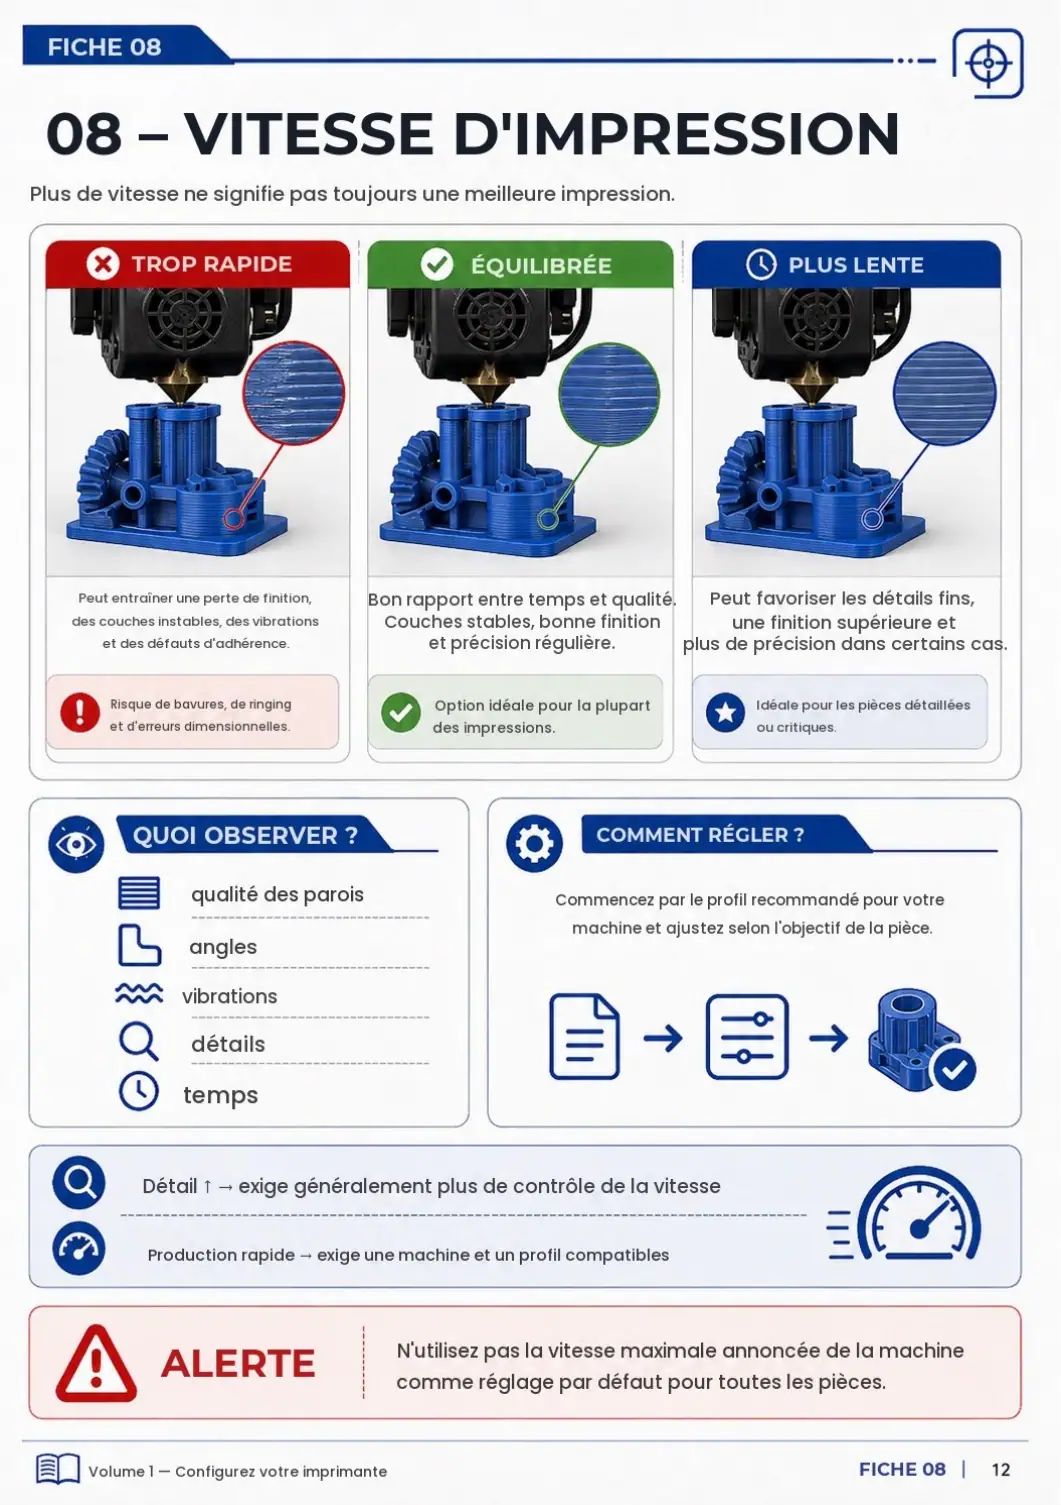 FICHE 08
08 – VITESSE D'IMPRESSION
Plus de vitesse ne signifie pas toujours une meilleure impression.
TROP RAPIDE
Peut entraîner une perte de finition,
des couches instables, des vibrations
et des défauts d'adhérence.
Risque de bavures, de ringing
et d'erreurs dimensionnelles.
ÉQUILIBRÉE
Bon rapport entre temps et qualité.
Couches stables, bonne finition
et précision régulière.
Option idéale pour la plupart
des impressions.
PLUS LENTE
Peut favoriser les détails fins,
une finition supérieure et
plus de précision dans certains cas.
Idéale pour les pièces détaillées
ou critiques.
QUOI OBSERVER ?
qualité des parois
angles
vibrations
détails
temps
COMMENT RÉGLER ?
Commencez par le profil recommandé pour votre
machine et ajustez selon l'objectif de la pièce.
Détail ↑ → exige généralement plus de contrôle de la vitesse
Production rapide → exige une machine et un profil compatibles
ALERTE
N'utilisez pas la vitesse maximale annoncée de la machine
comme réglage par défaut pour toutes les pièces.
Volume 1 — Configurez votre imprimante
FICHE 08 | 12